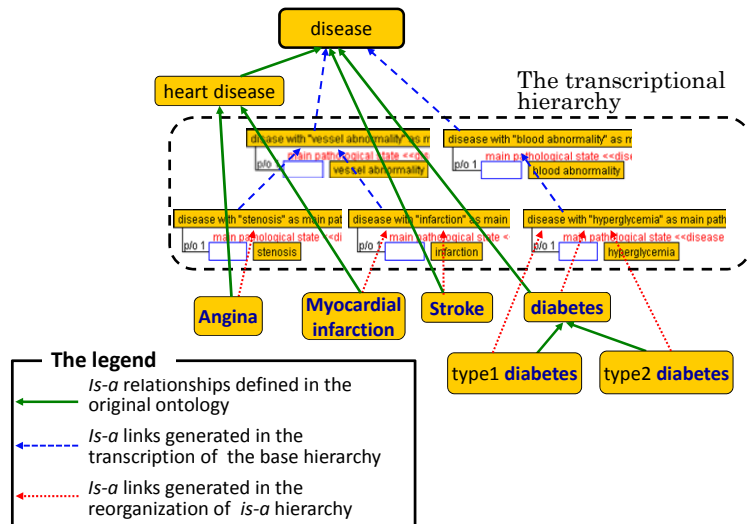 disease
heart disease
The transcriptional
hierarchy
disease with "vessel abnormality" as m
main pathological state <<dise
p/o 1
vessel abnormality
disease with "blood abnormality" as m
main pathological state <<disea
p/o 1
blood abnormality
disease with "stenosis" as main pat
main pathological state <<di
p/o 1
stenosis
disease with "infarction" as main
main pathological state <<s
p/o 1
infarction
disease with "hyperglycemia" as main path
main pathological state <<disease
p/o 1
hyperglycemia
Angina
Myocardial
infarction
Stroke
diabetes
type1 diabetes
type2 diabetes
The legend
Is-a relationships defined in the
original ontology
Is-a links generated in the
transcription of the base hierarchy
Is-a links generated in the
reorganization of is-a hierarchy